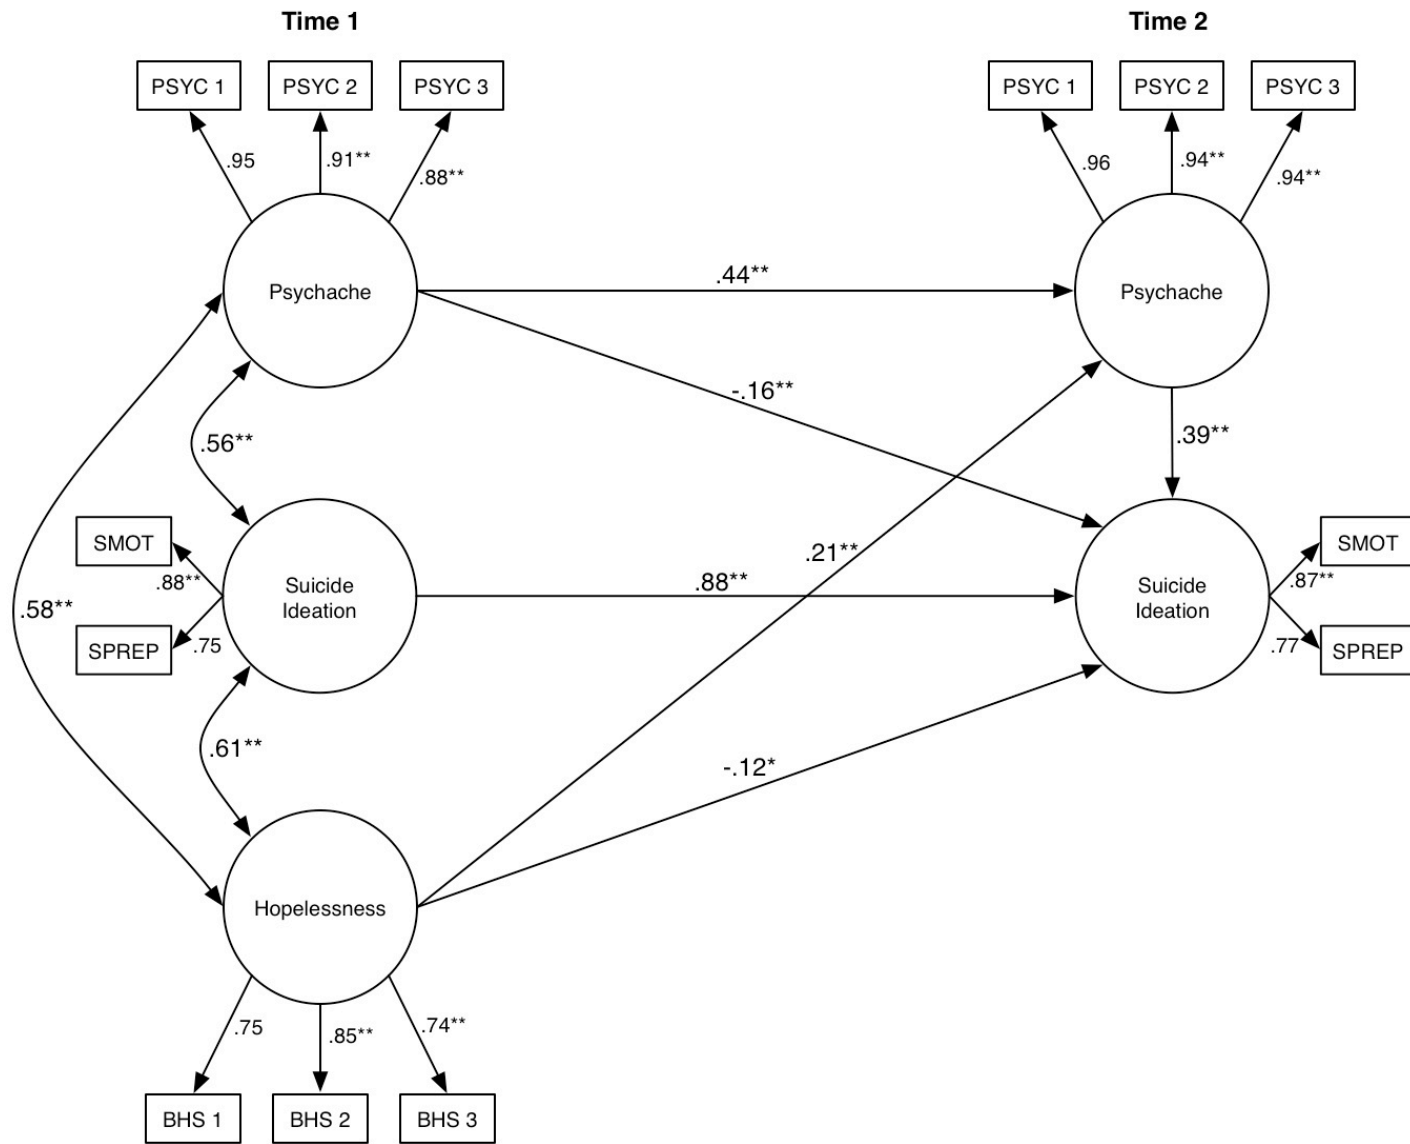 Time 1
Time 2
PSYC 1
PSYC 2
PSYC 3
PSYC 1
PSYC 2
PSYC 3
.95
.91**
.88**
.96
.94**
.94**
Psychache
.44**
Psychache
-.16**
.56**
.39**
SMOT
.88**
SPREP
.75
Suicide
Ideation
.21**
.88**
Suicide
Ideation
SMOT
.87**
.77
SPREP
.58**
.61**
-.12*
Hopelessness
.75
.85**
.74**
BHS 1
BHS 2
BHS 3